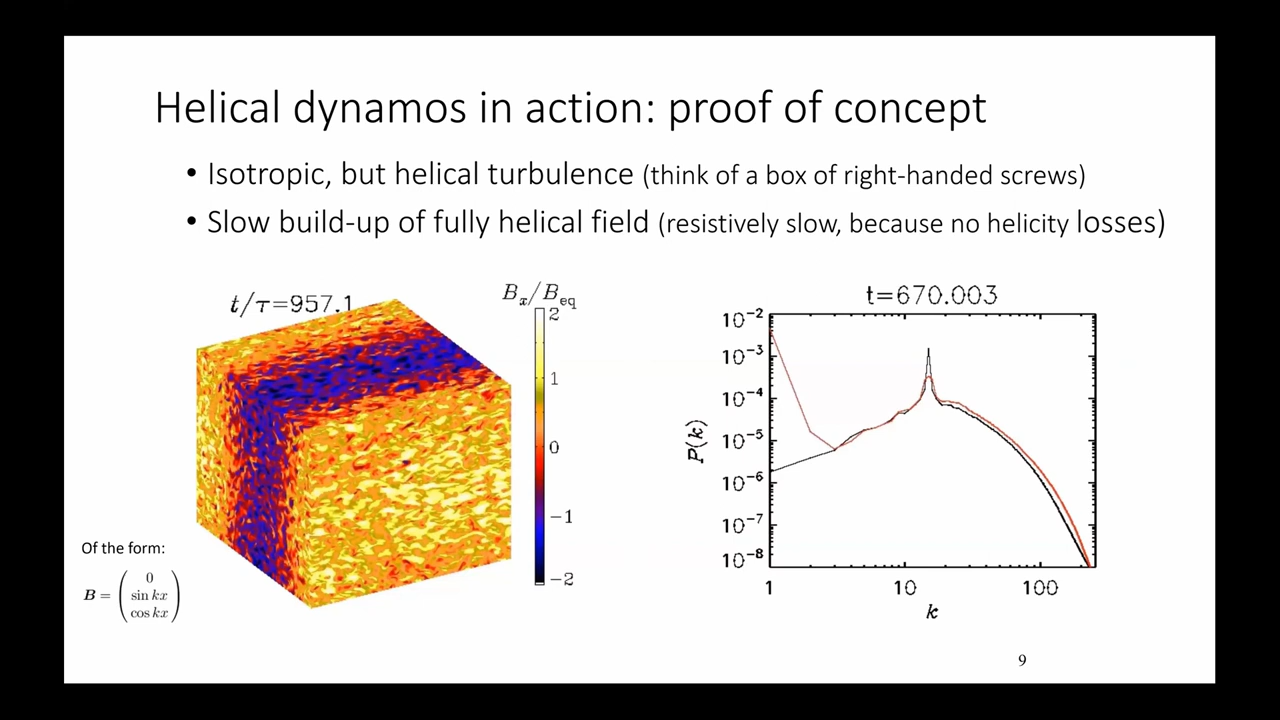 Helical dynamos in action: proof of concept
• Isotropic, but helical turbulence (think of a box of right-handed screws)
• Slow build-up of fully helical field (resistively slow, because no helicity losses)
t/τ=957.1
B_x/B_eq
2
1
0
−1
−2
Of the form:
B = ( 0
sin kx
cos kx )
t=670.003
P(k)
10^-2
10^-3
10^-4
10^-5
10^-6
10^-7
10^-8
1 10 100
k
9